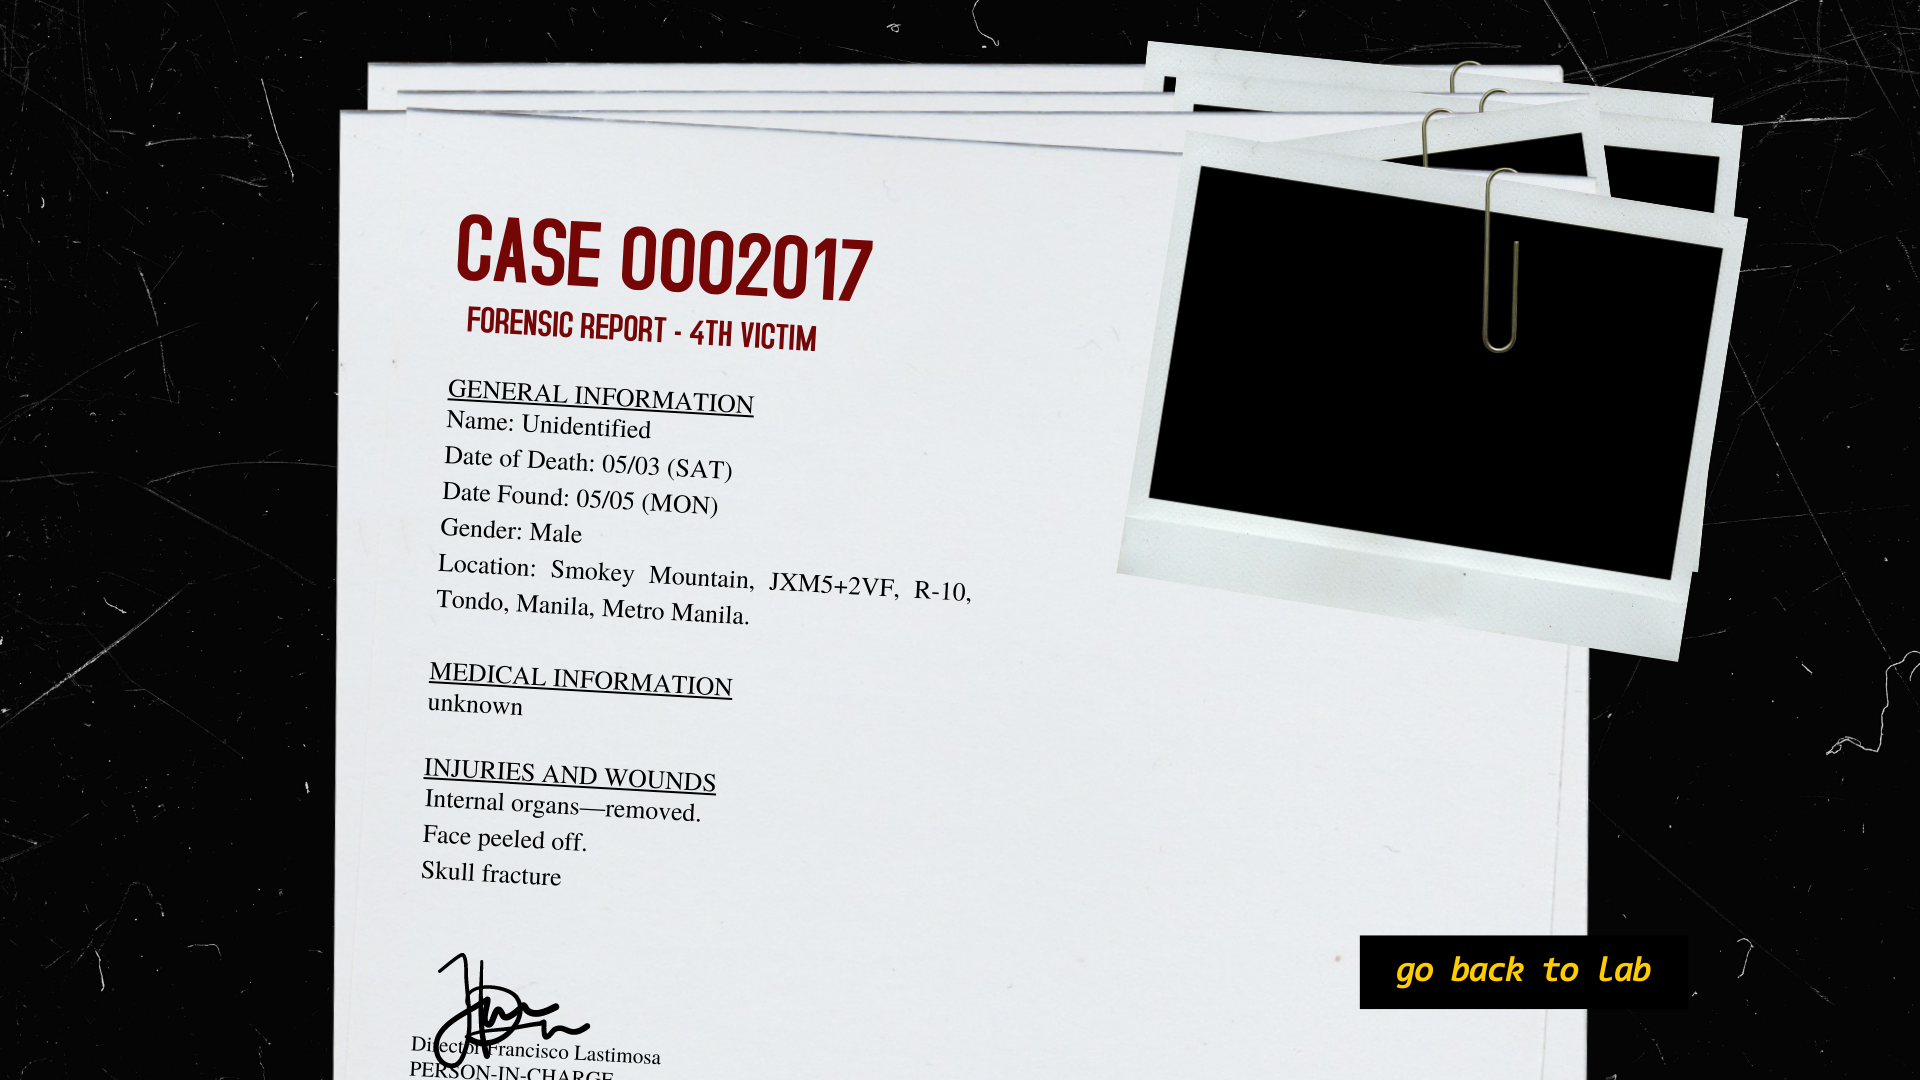 CASE 0002017
FORENSIC REPORT - 4TH VICTIM
GENERAL INFORMATION
Name: Unidentified
Date of Death: 05/03 (SAT)
Date Found: 05/05 (MON)
Gender: Male
Location: Smokey Mountain, JXM5+2VF, R-10,
Tondo, Manila, Metro Manila.
MEDICAL INFORMATION
unknown
INJURIES AND WOUNDS
Internal organs—removed.
Face peeled off.
Skull fracture
go back to lab
Director Francisco Lastimosa
PERSON-IN-CHARGE